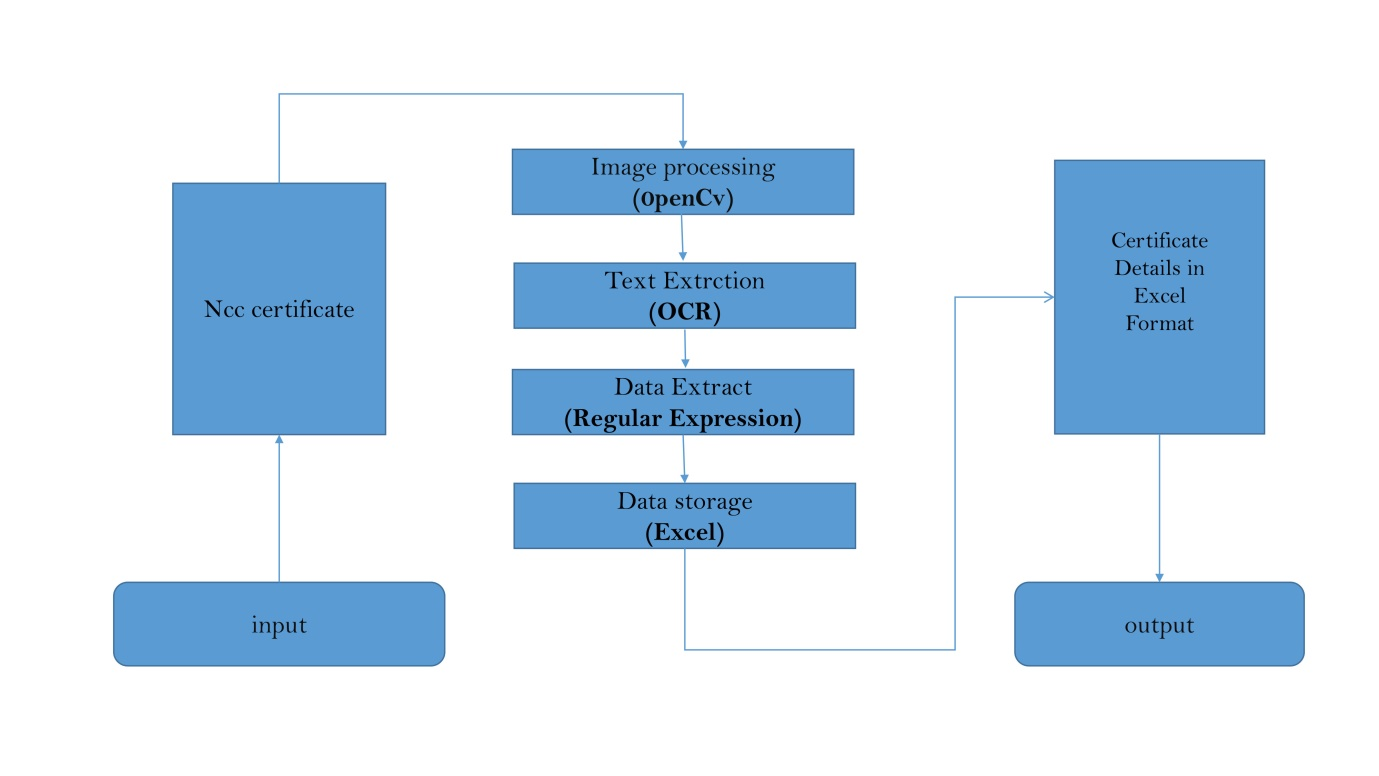 Ncc certificate
input
Image processing
(0penCv)
Text Extrction
(OCR)
Data Extract
(Regular Expression)
Data storage
(Excel)
Certificate
Details in
Excel
Format
output